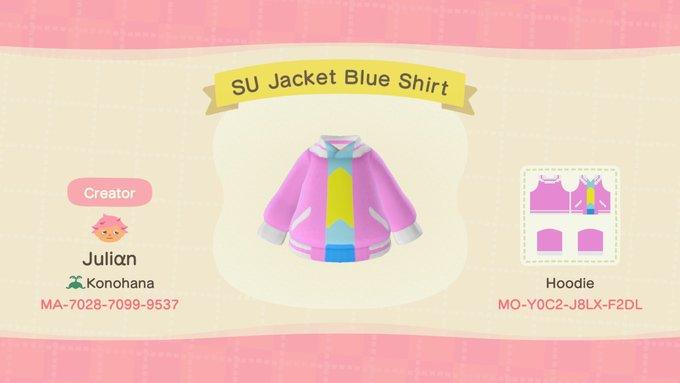 SU Jacket Blue Shirt
Creator
Juliαn
Konohana
MA-7028-7099-9537
Hoodie
MO-Y0C2-J8LX-F2DL